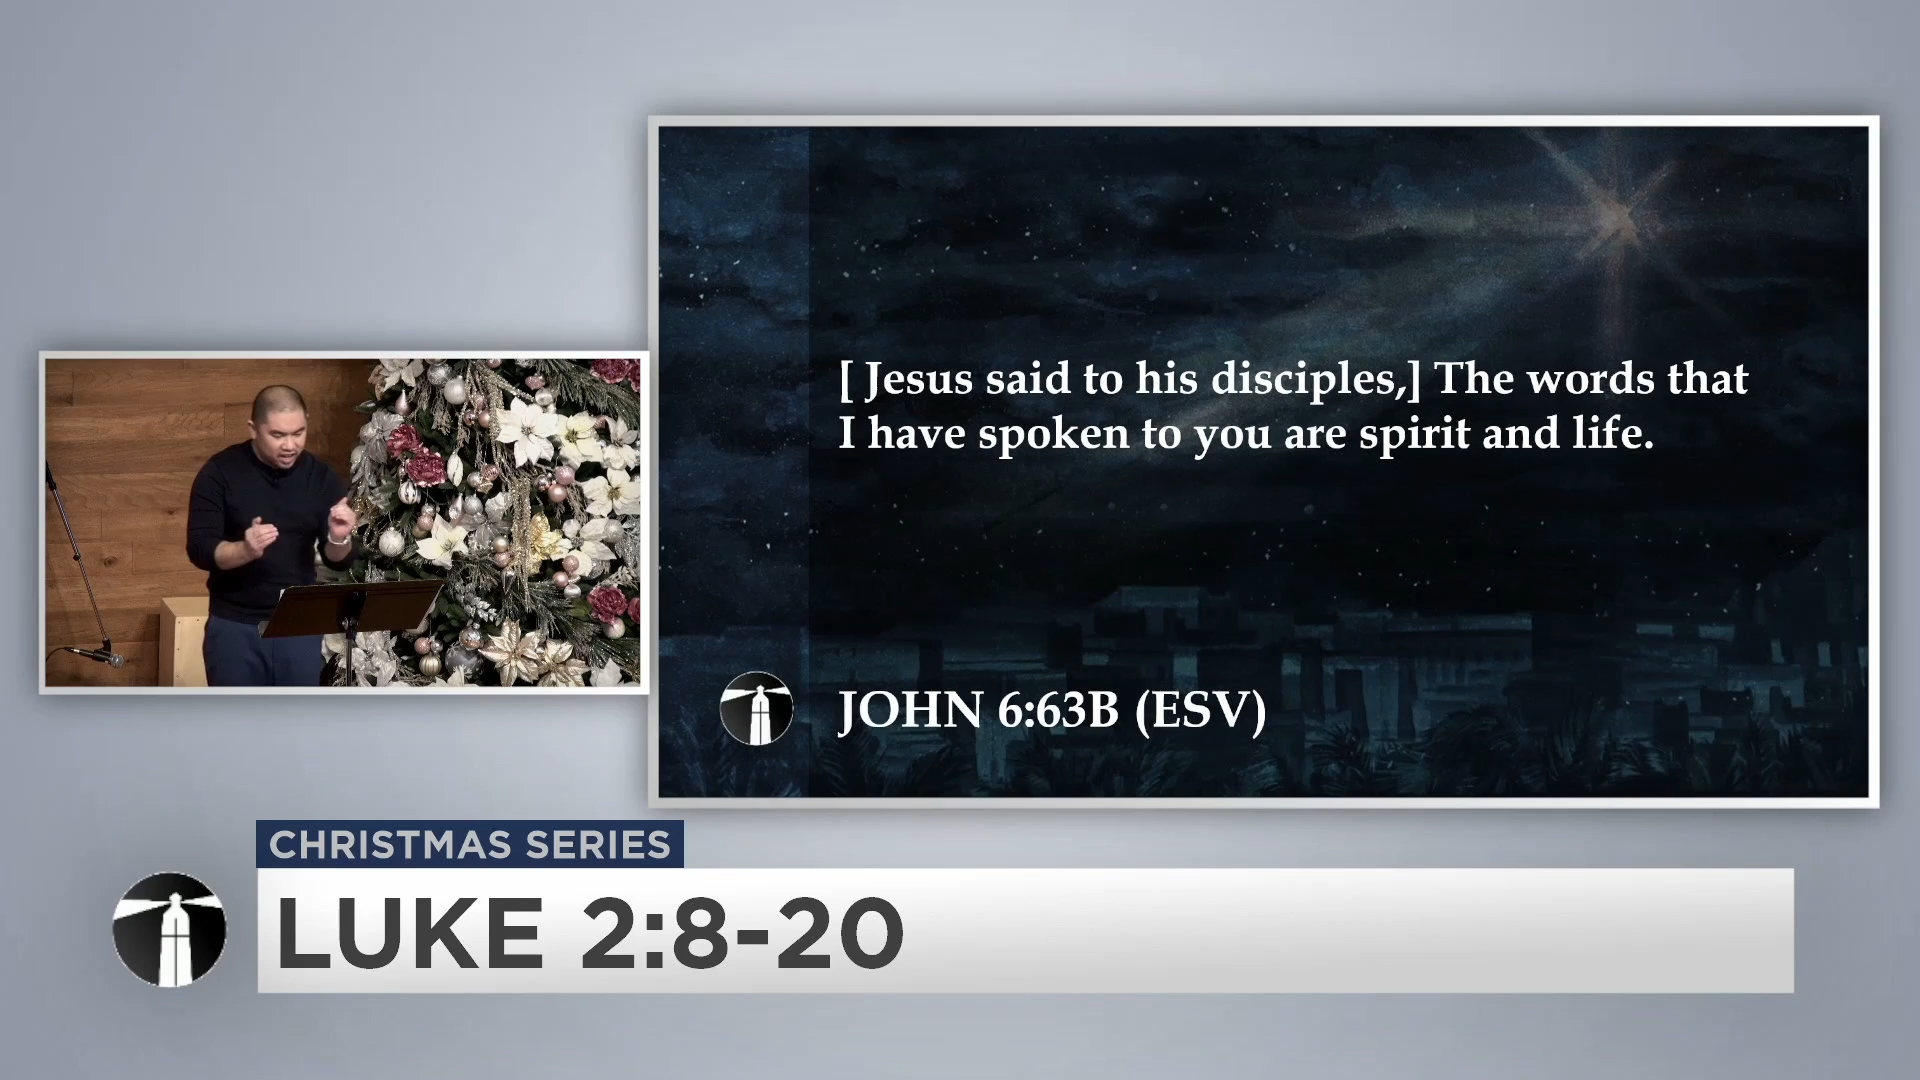 [ Jesus said to his disciples,] The words that
I have spoken to you are spirit and life.
JOHN 6:63B (ESV)
CHRISTMAS SERIES
LUKE 2:8-20